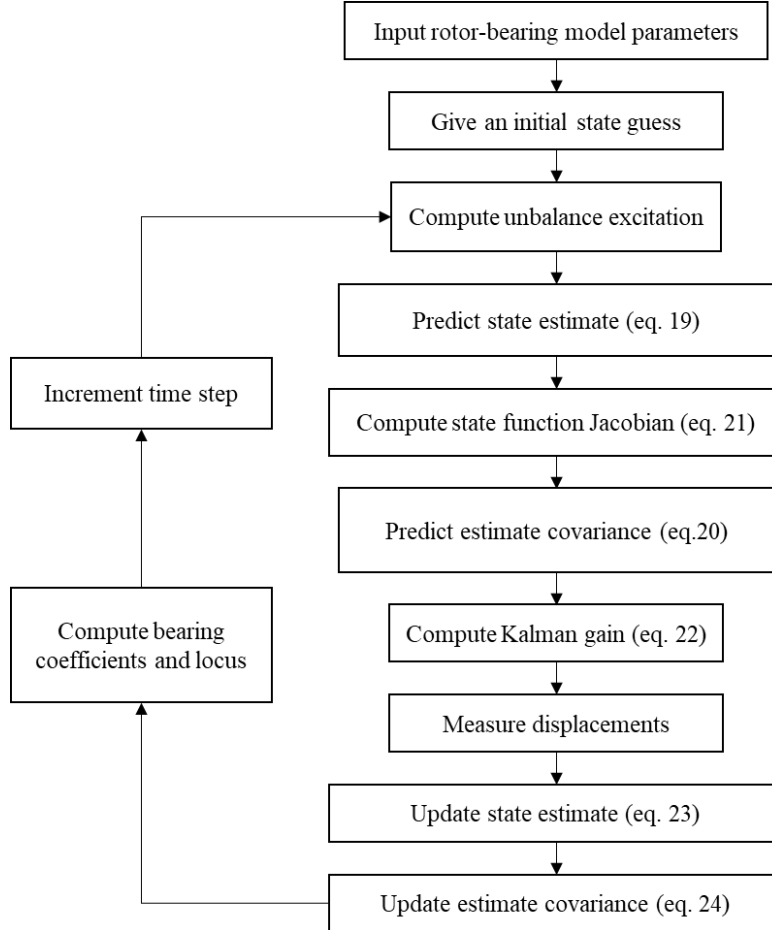 Input rotor-bearing model parameters
Give an initial state guess
Compute unbalance excitation
Predict state estimate (eq. 19)
Increment time step
Compute state function Jacobian (eq. 21)
Predict estimate covariance (eq.20)
Compute bearing
coefficients and locus
Compute Kalman gain (eq. 22)
Measure displacements
Update state estimate (eq. 23)
Update estimate covariance (eq. 24)